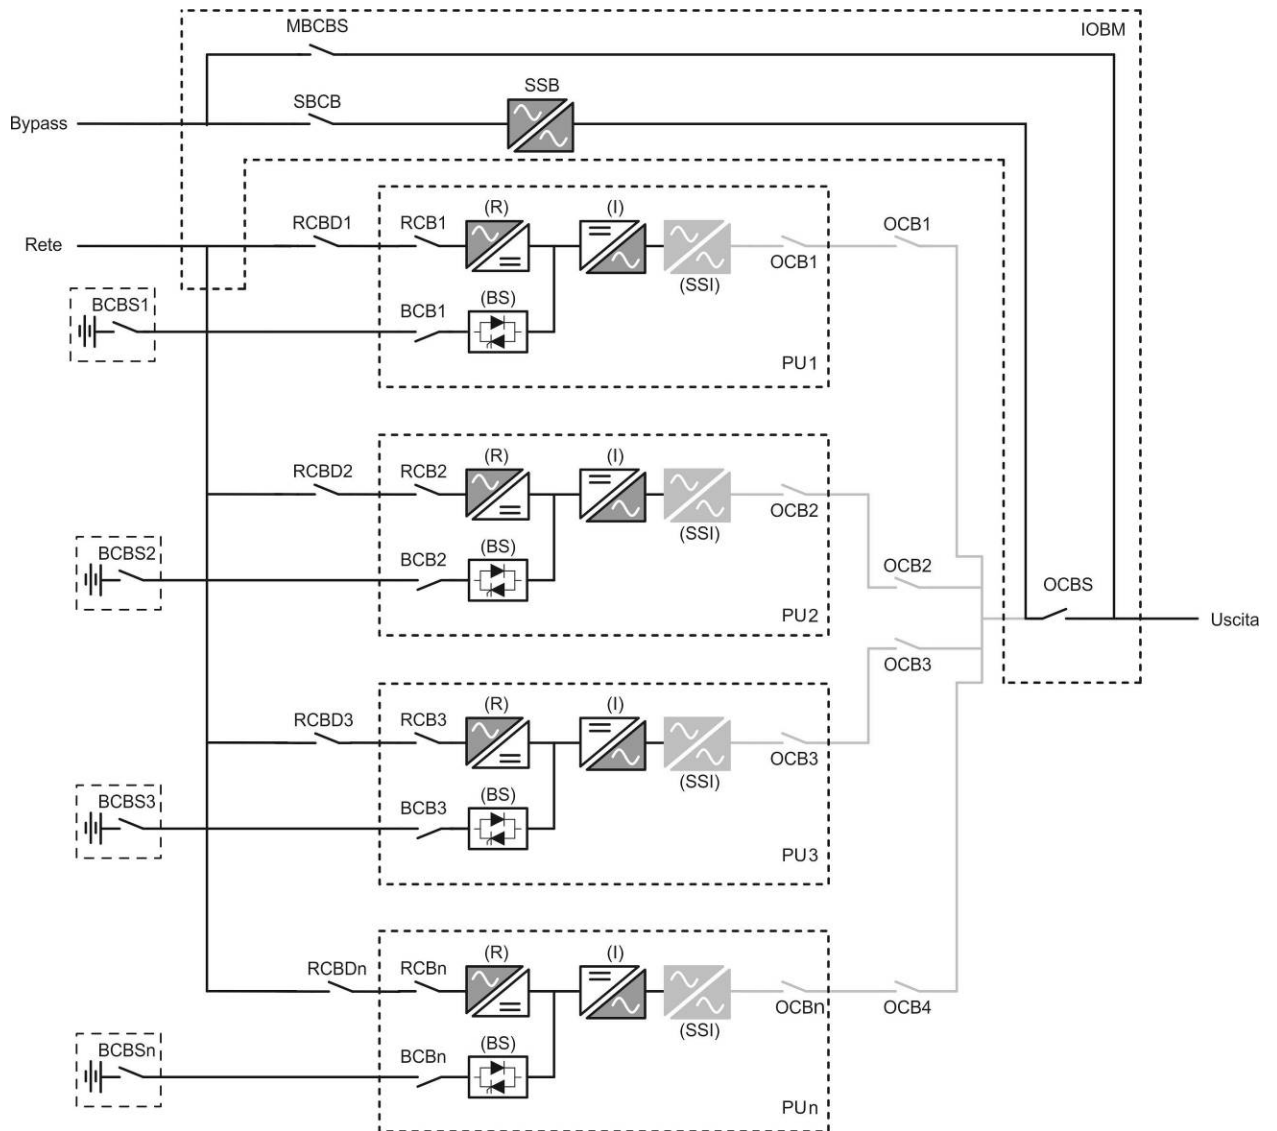 MBCBS
IOBM
SSB
SBCB
Bypass
(R)
(I)
RCBD1
RCB1
OCB1
Rete
OCB1
(SSI)
BCBS1
BCB1
(BS)
PU1
(R)
(I)
RCBD2
RCB2
OCB2
(SSI)
BCBS2
BCB2
(BS)
OCB2
OCBS
PU2
Uscita
OCB3
(R)
(I)
RCBD3
RCB3
OCB3
(SSI)
BCBS3
BCB3
(BS)
PU3
(R)
(I)
RCBDn
RCBn
OCBn
OCB4
(SSI)
BCBSn
BCBn
(BS)
PUn